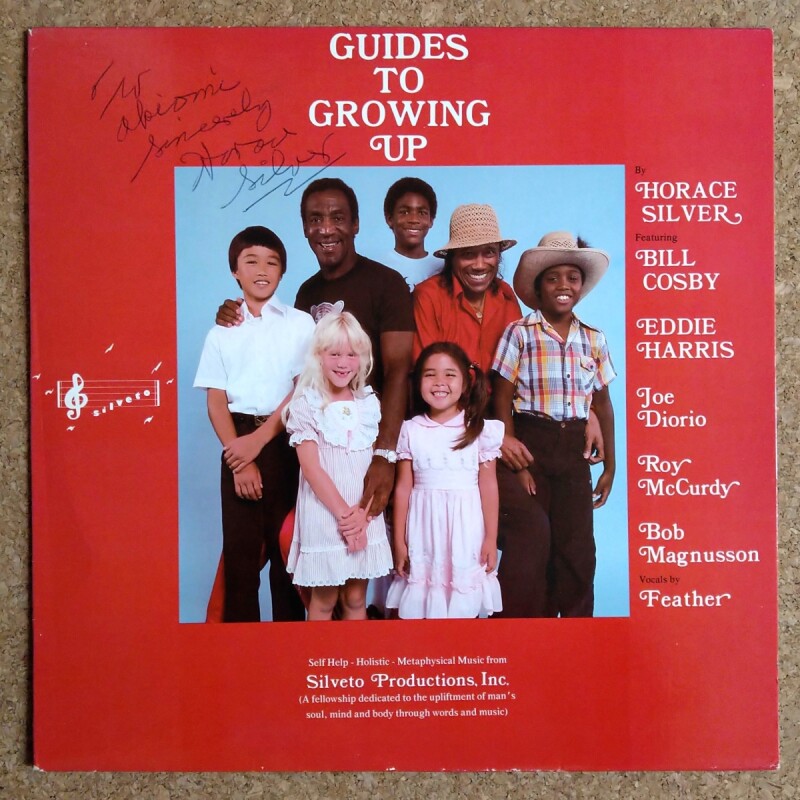 GUIDES
TO
GROWING
UP
To
abiomi
sincerely
Horace
Silver
By
HORACE
SILVER
Featuring
BILL
COSBY
EDDIE
HARRIS
Joe
Diorio
Roy
McCurdy
Bob
Magnusson
Vocals by
Feather
silveto
Self Help - Holistic - Metaphysical Music from
Silveto Productions, Inc.
(A fellowship dedicated to the upliftment of man's
soul, mind and body through words and music)